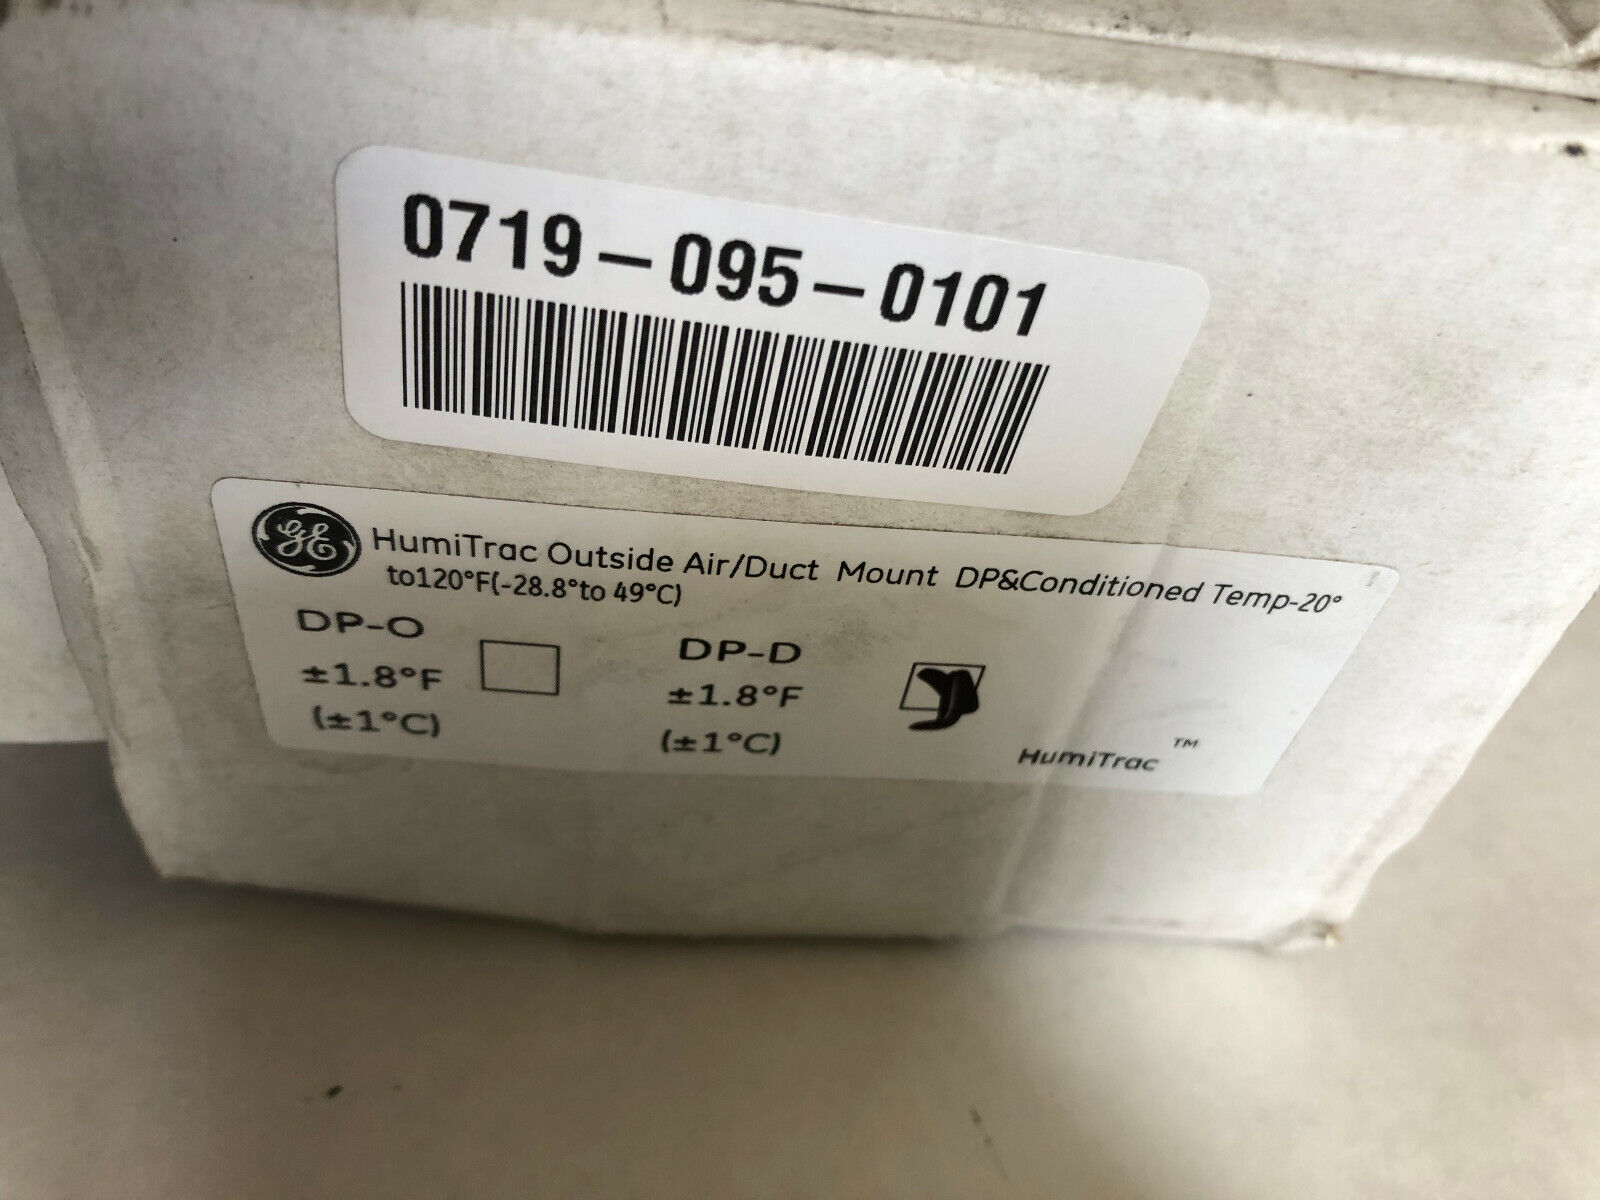 0719-095-0101
GE HumiTrac Outside Air/Duct Mount DP&Conditioned Temp-20°
to120°F(-28.8°to 49°C)
DP-O
±1.8°F
(±1°C)
DP-D
±1.8°F
(±1°C)
HumiTrac™